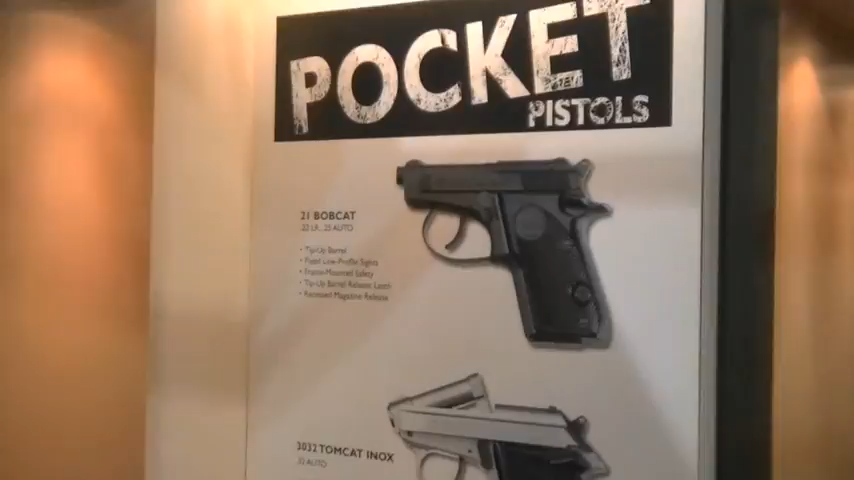 POCKET
PISTOLS
21 BOBCAT
.22 LR, .25 AUTO
• Tip-Up Barrel
• Fixed Low-Profile Sights
• Frame-Mounted Safety
• Tip-Up Barrel Release Latch
• Recessed Magazine Release
3032 TOMCAT INOX
.32 AUTO